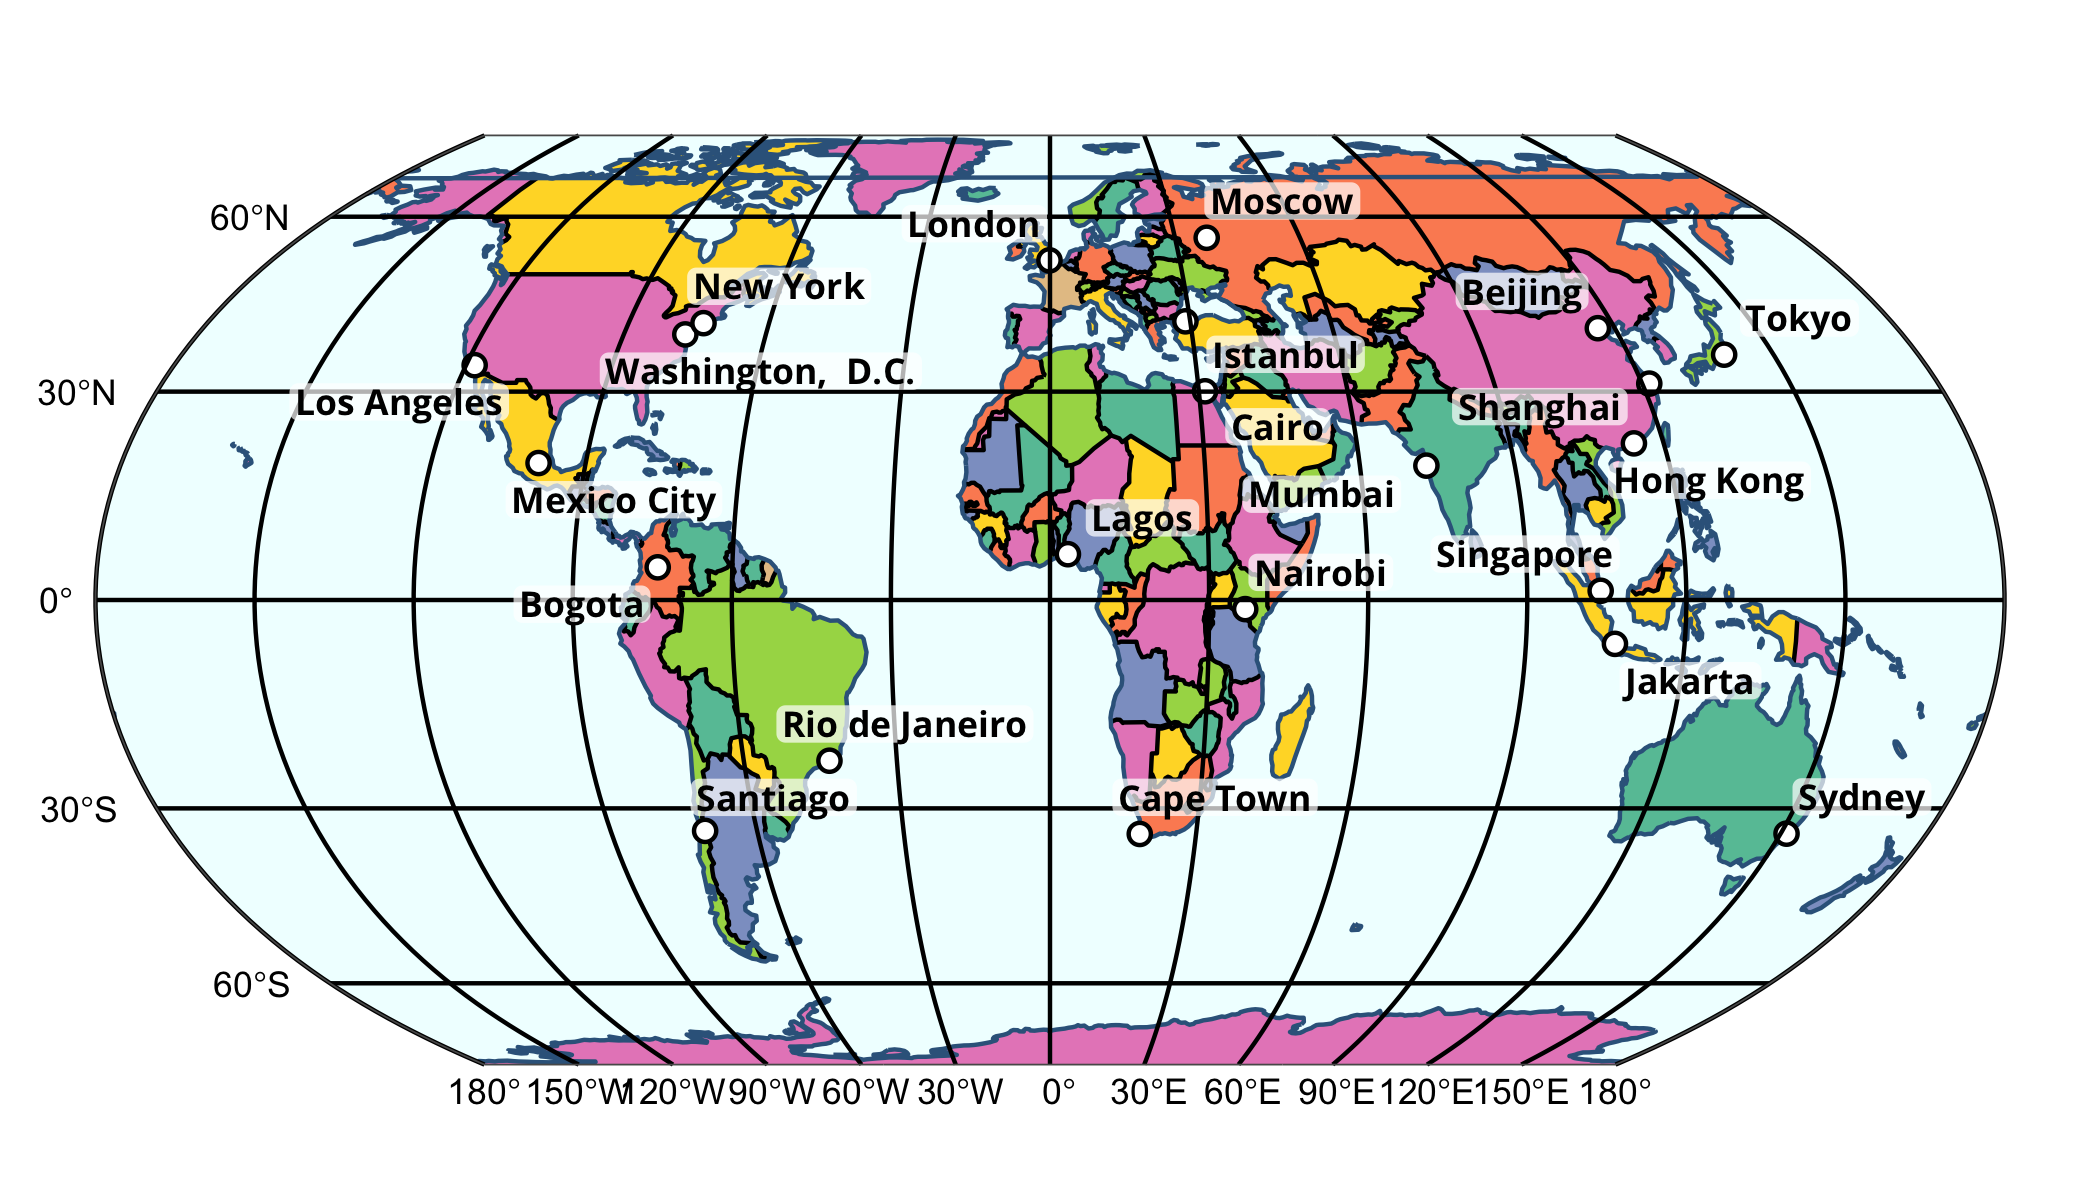 Moscow
60°N
London
New York
Beijing
Tokyo
Istanbul
Washington, D.C.
30°N
Los Angeles
Shanghai
Cairo
Hong Kong
Mumbai
Mexico City
Lagos
Singapore
Nairobi
0°
Bogota
Jakarta
Rio de Janeiro
Santiago
Cape Town
Sydney
30°S
60°S
180° 150°W 120°W 90°W 60°W 30°W 0° 30°E 60°E 90°E 120°E 150°E 180°